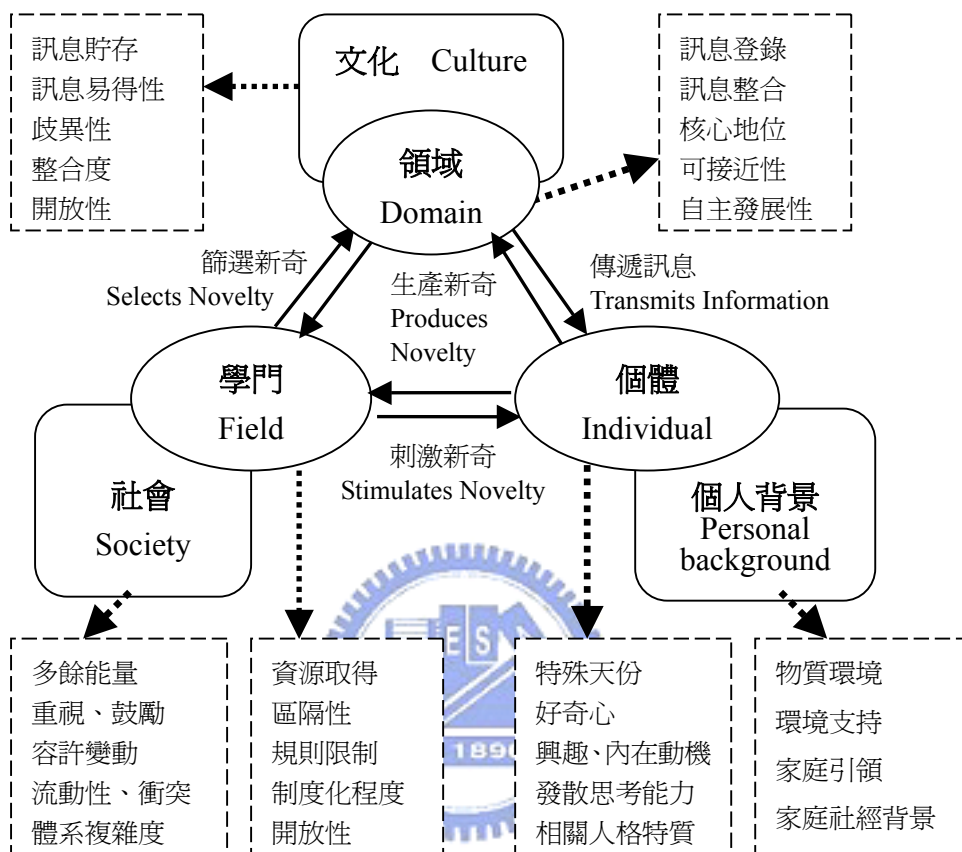 訊息貯存
訊息易得性
歧異性
整合度
開放性
文化 Culture
領域
Domain
訊息登錄
訊息整合
核心地位
可接近性
自主發展性
篩選新奇
Selects Novelty
生產新奇
Produces
Novelty
傳遞訊息
Transmits Information
學門
Field
個體
Individual
刺激新奇
Stimulates Novelty
社會
Society
個人背景
Personal
background
多餘能量
重視、鼓勵
容許變動
流動性、衝突
體系複雜度
資源取得
區隔性
規則限制
制度化程度
開放性
特殊天份
好奇心
興趣、內在動機
發散思考能力
相關人格特質
物質環境
環境支持
家庭引領
家庭社經背景
ES
1896